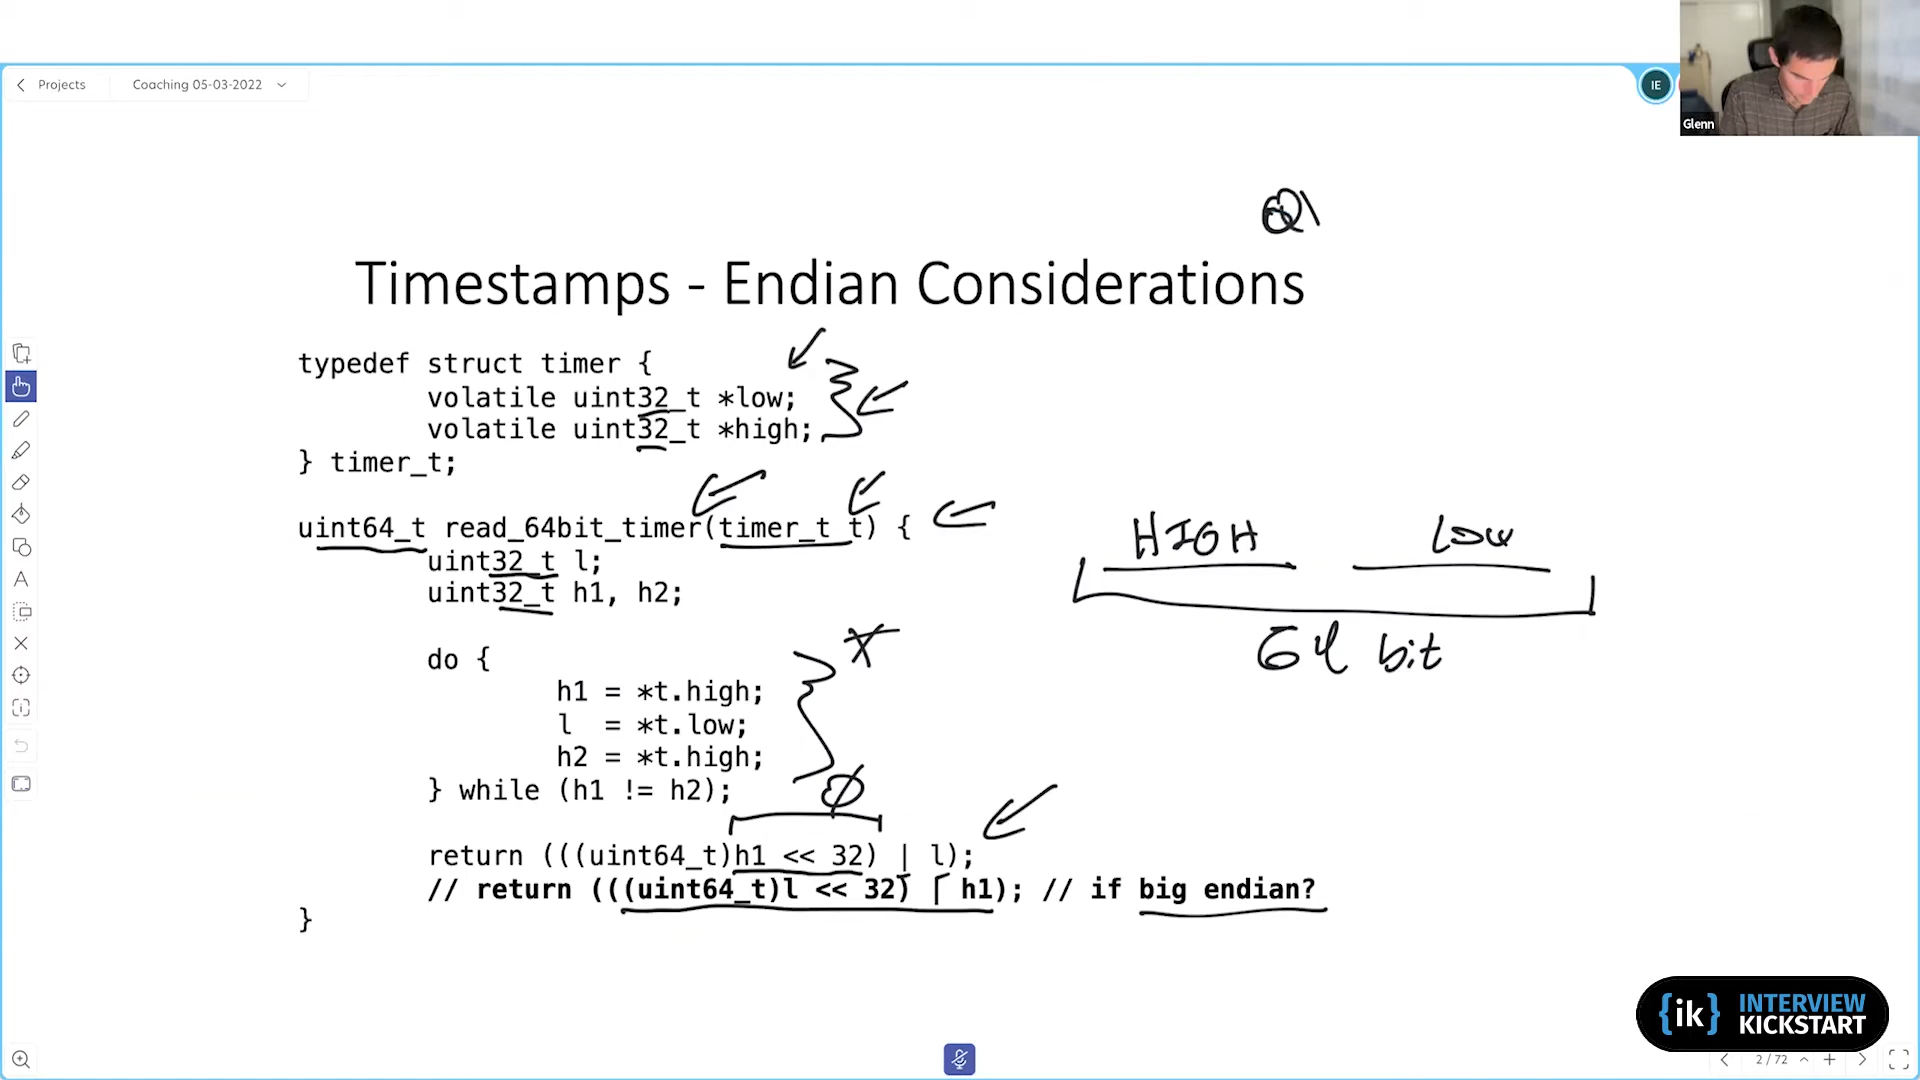 Projects
Coaching 05-03-2022
IE
Glenn
Timestamps - Endian Considerations
typedef struct timer {
volatile uint32_t *low;
volatile uint32_t *high;
} timer_t;
uint64_t read_64bit_timer(timer_t t) {
uint32_t l;
uint32_t h1, h2;
HIGH LOW
64 bit
do {
h1 = *t.high;
l  = *t.low;
h2 = *t.high;
} while (h1 != h2);
return (((uint64_t)h1 << 32) | l);
// return (((uint64_t)l << 32) | h1); // if big endian?
}
{ik} INTERVIEW
KICKSTART
2 / 72